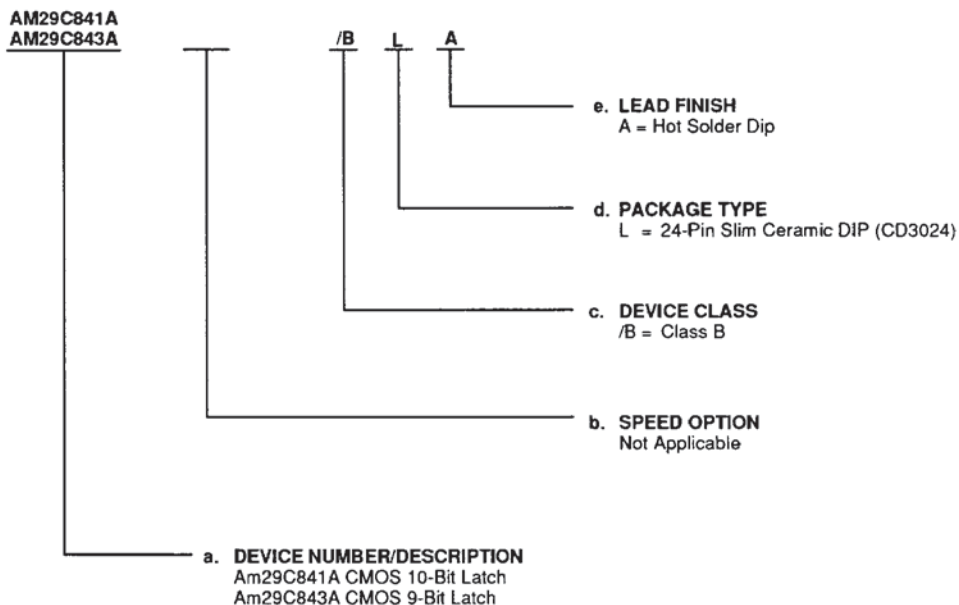 AM29C841A
AM29C843A /B L A
e. LEAD FINISH
A = Hot Solder Dip
d. PACKAGE TYPE
L = 24-Pin Slim Ceramic DIP (CD3024)
c. DEVICE CLASS
/B = Class B
b. SPEED OPTION
Not Applicable
a. DEVICE NUMBER/DESCRIPTION
Am29C841A CMOS 10-Bit Latch
Am29C843A CMOS 9-Bit Latch